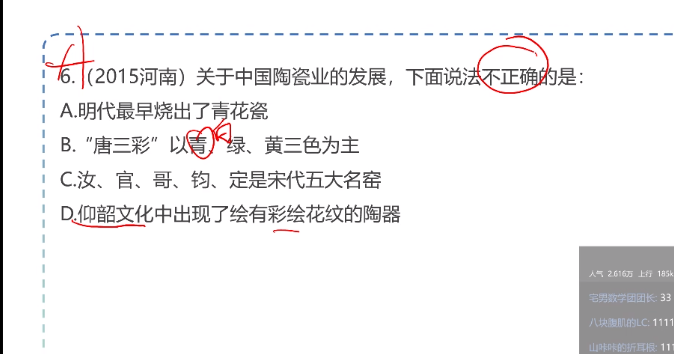 6.（2015河南）关于中国陶瓷业的发展，下面说法不正确的是：
A.明代最早烧出了青花瓷
B.“唐三彩”以青、绿、黄三色为主
C.汝、官、哥、钧、定是宋代五大名窑
D.仰韶文化中出现了绘有彩绘花纹的陶器
人气 2.616万 上行 185k
宅男数学团团长: 33
八块腹肌的LC: 1111
山咔咔的折耳根: 111